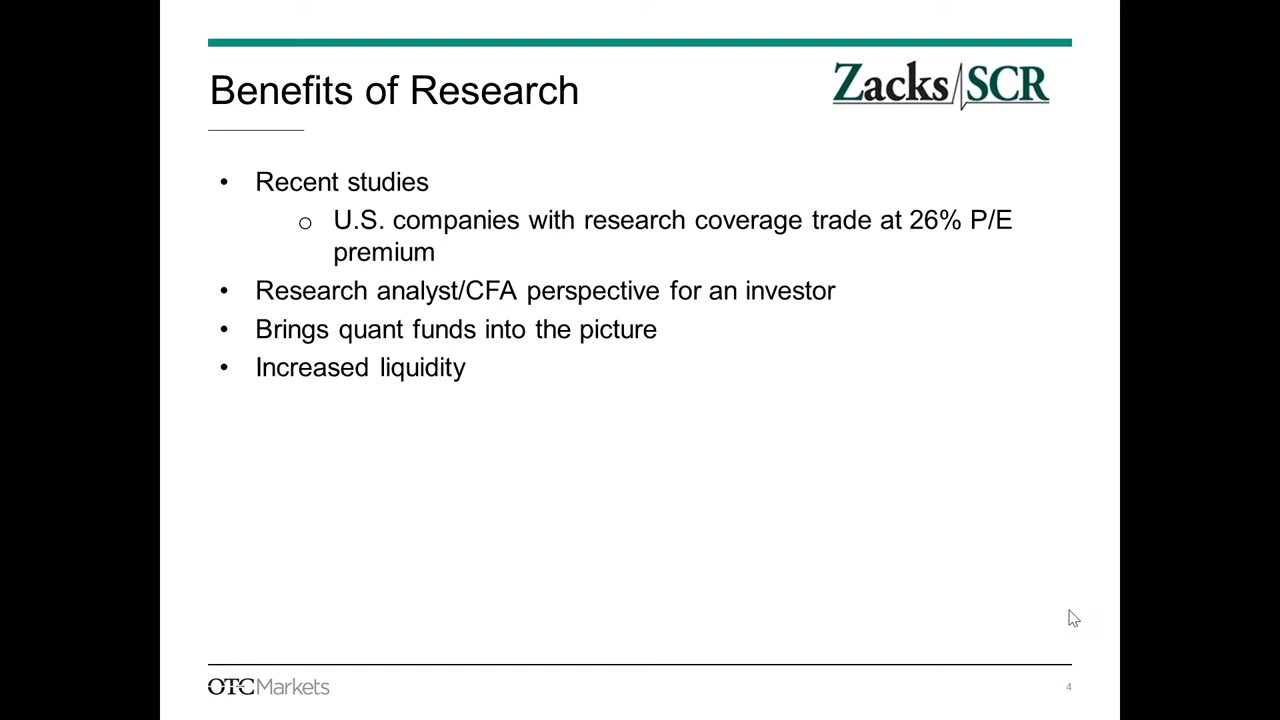 Benefits of Research
Zacks/SCR
• Recent studies
o U.S. companies with research coverage trade at 26% P/E
premium
• Research analyst/CFA perspective for an investor
• Brings quant funds into the picture
• Increased liquidity
OTCMarkets
4